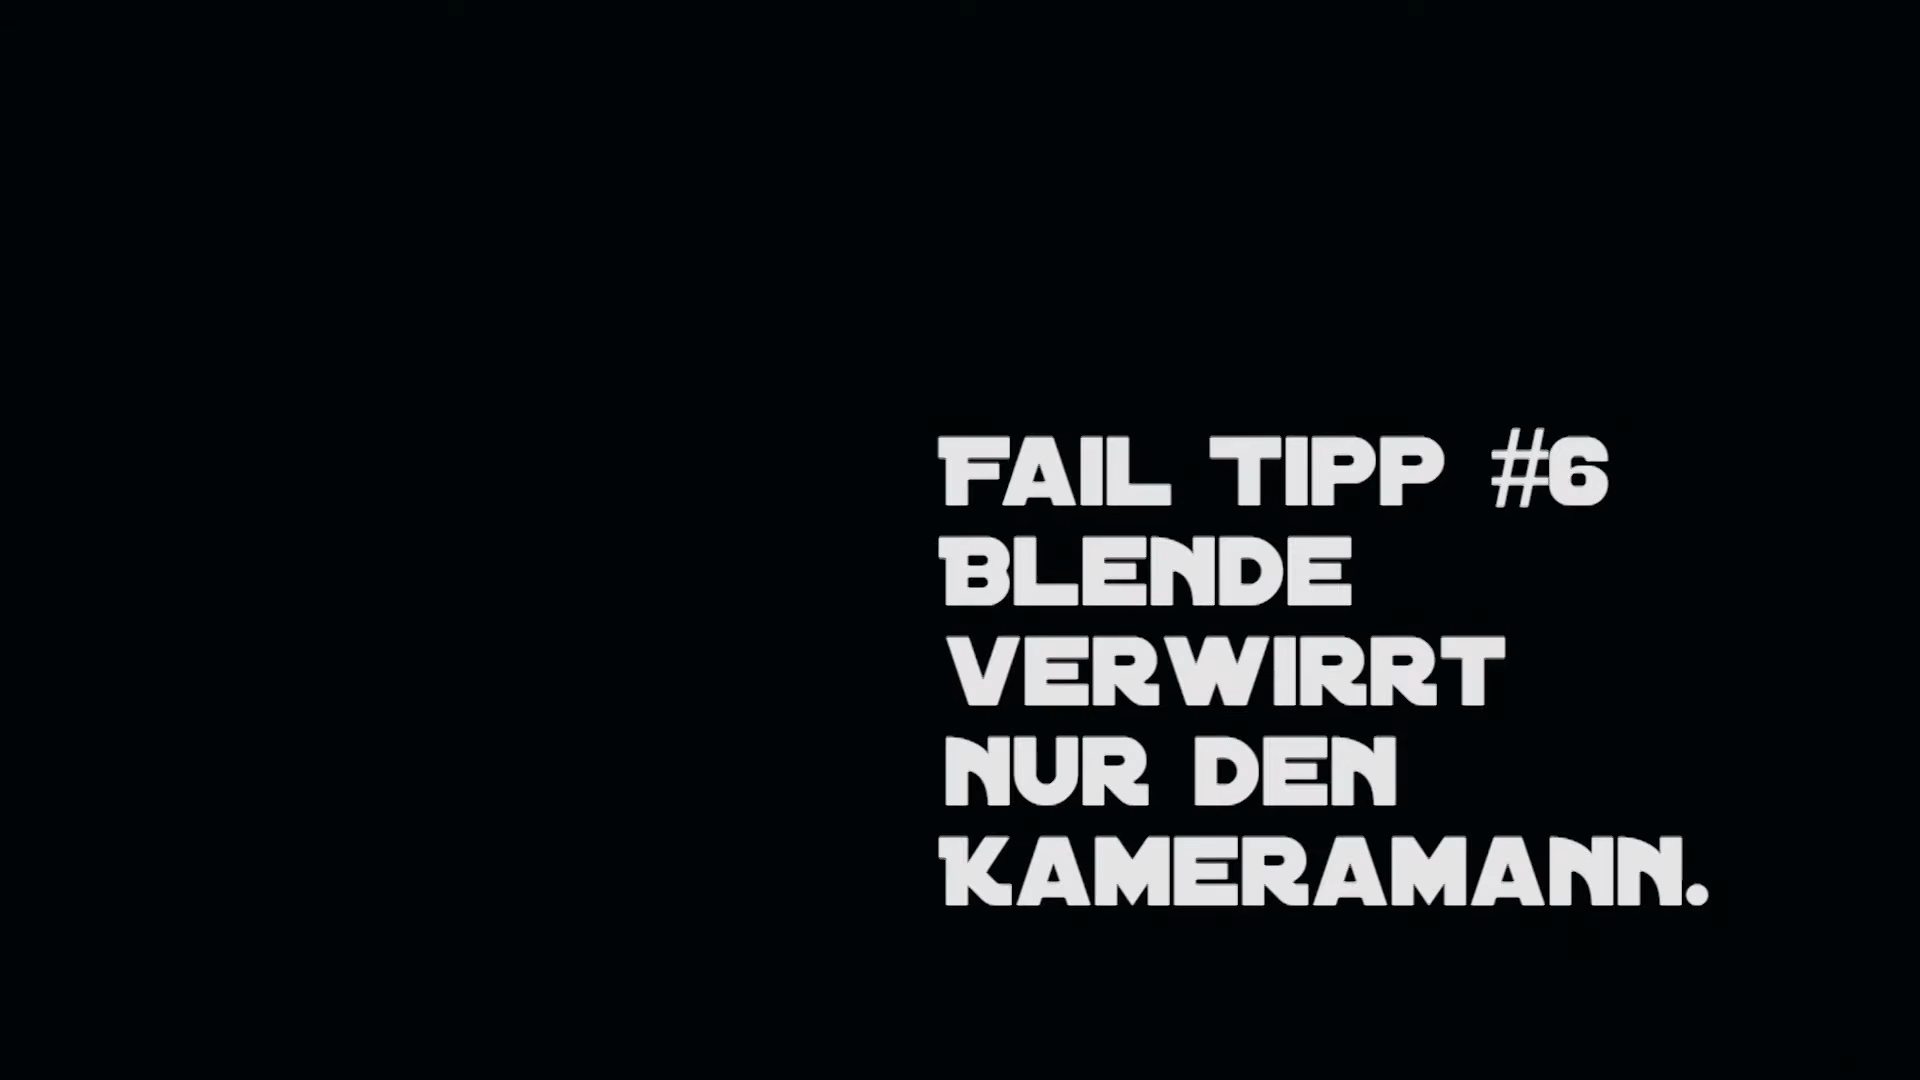 Fail Tipp #6
Blende
verwirrt
nur den
Kameramann.